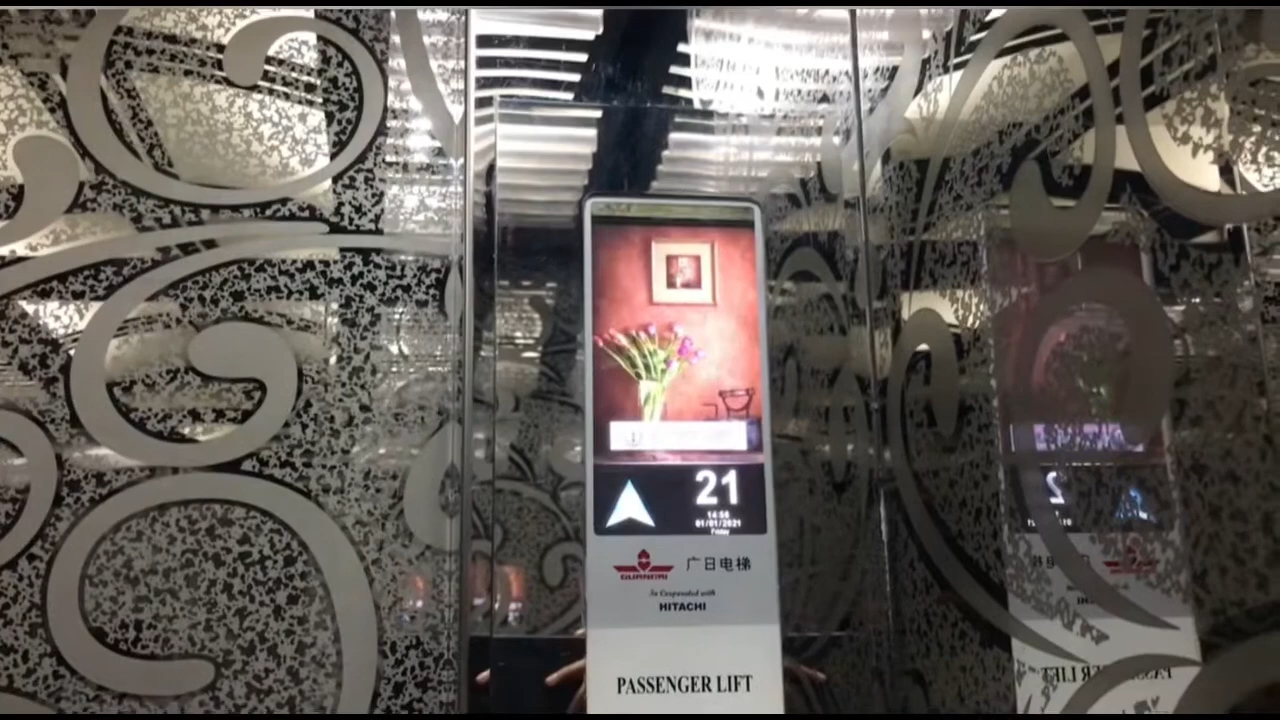 21
14:56
01/01/2021
Friday
GUANGRI 广日电梯
In Cooperated with
HITACHI
PASSENGER LIFT